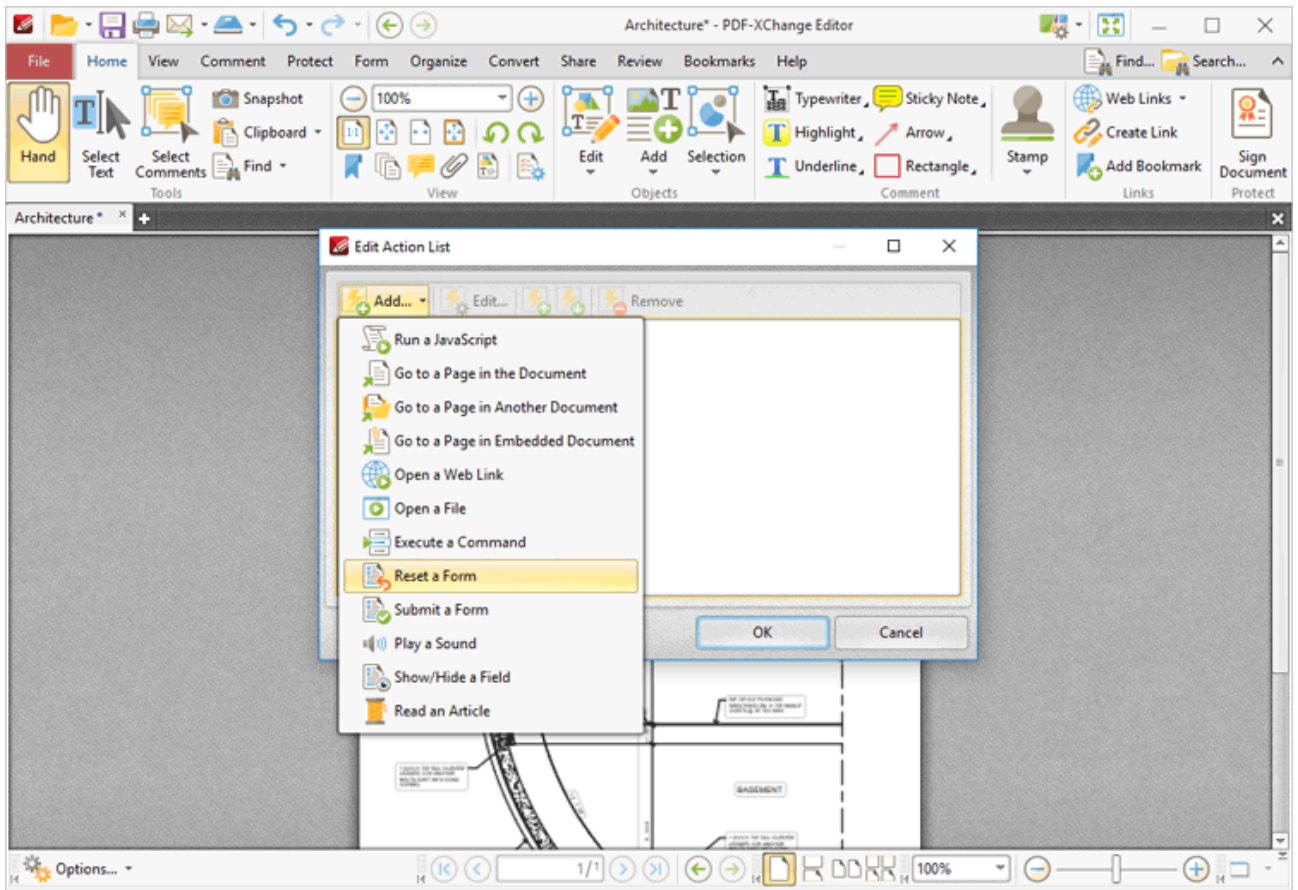 Architecture* - PDF-XChange Editor
File Home View Comment Protect Form Organize Convert Share Review Bookmarks Help Find... Search...
Hand
Select Text
Select Comments
Snapshot
Clipboard
Find
Tools
100%
View
Edit
Add
Selection
Objects
Typewriter
Highlight
Underline
Sticky Note
Arrow
Rectangle
Comment
Stamp
Web Links
Create Link
Add Bookmark
Links
Sign Document
Protect
Architecture *
Edit Action List
Add... Edit... Remove
Run a JavaScript
Go to a Page in the Document
Go to a Page in Another Document
Go to a Page in Embedded Document
Open a Web Link
Open a File
Execute a Command
Reset a Form
Submit a Form
Play a Sound
Show/Hide a Field
Read an Article
OK Cancel
BASEMENT
Options... 1/1 100%